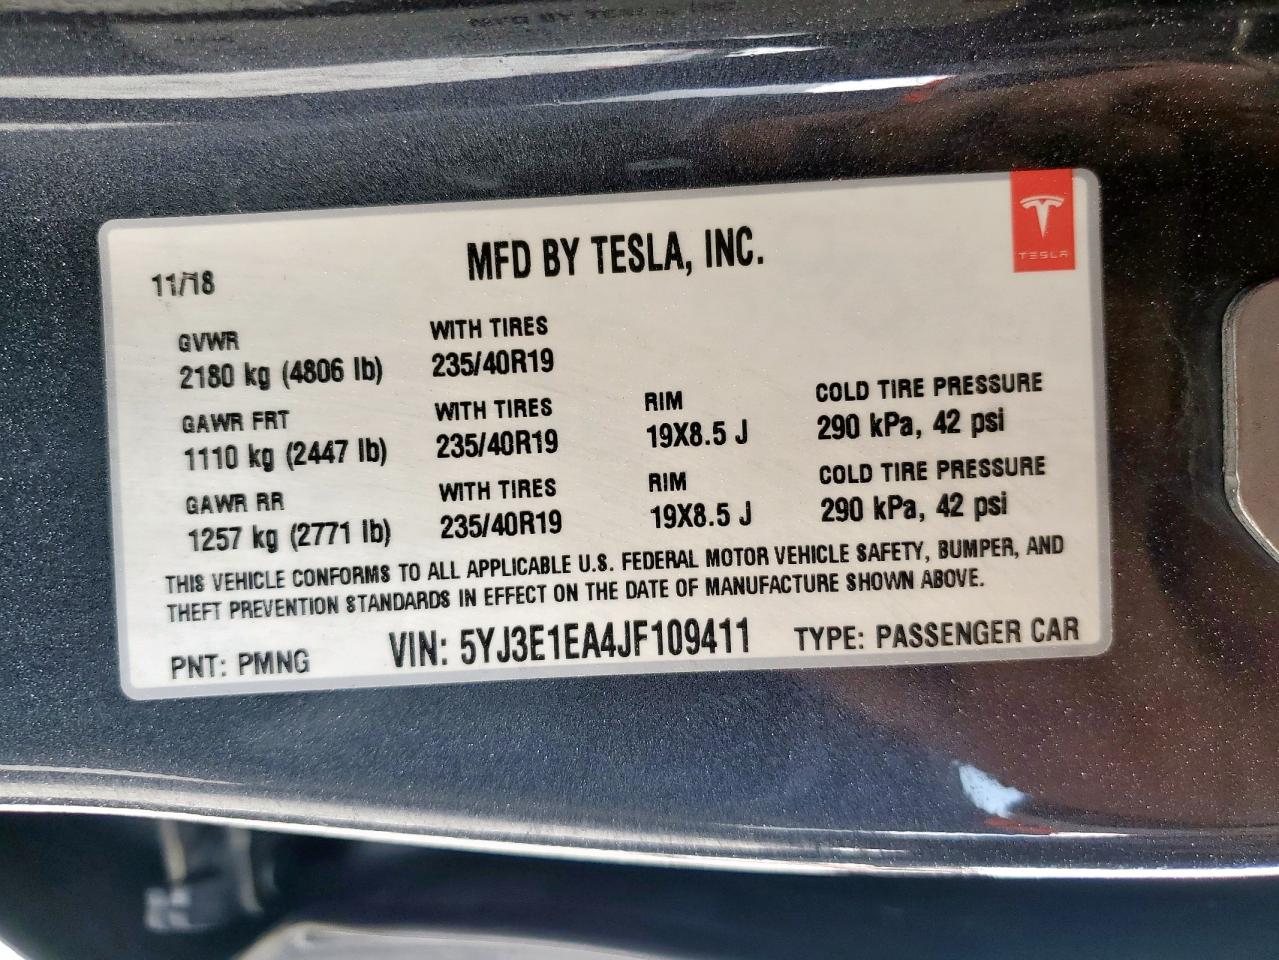 MFD BY TESLA, INC.
TESLA
11/18
GVWR WITH TIRES
2180 kg (4806 lb) 235/40R19
GAWR FRT WITH TIRES RIM COLD TIRE PRESSURE
1110 kg (2447 lb) 235/40R19 19X8.5 J 290 kPa, 42 psi
GAWR RR WITH TIRES RIM COLD TIRE PRESSURE
1257 kg (2771 lb) 235/40R19 19X8.5 J 290 kPa, 42 psi
THIS VEHICLE CONFORMS TO ALL APPLICABLE U.S. FEDERAL MOTOR VEHICLE SAFETY, BUMPER, AND
THEFT PREVENTION STANDARDS IN EFFECT ON THE DATE OF MANUFACTURE SHOWN ABOVE.
PNT: PMNG VIN: 5YJ3E1EA4JF109411 TYPE: PASSENGER CAR